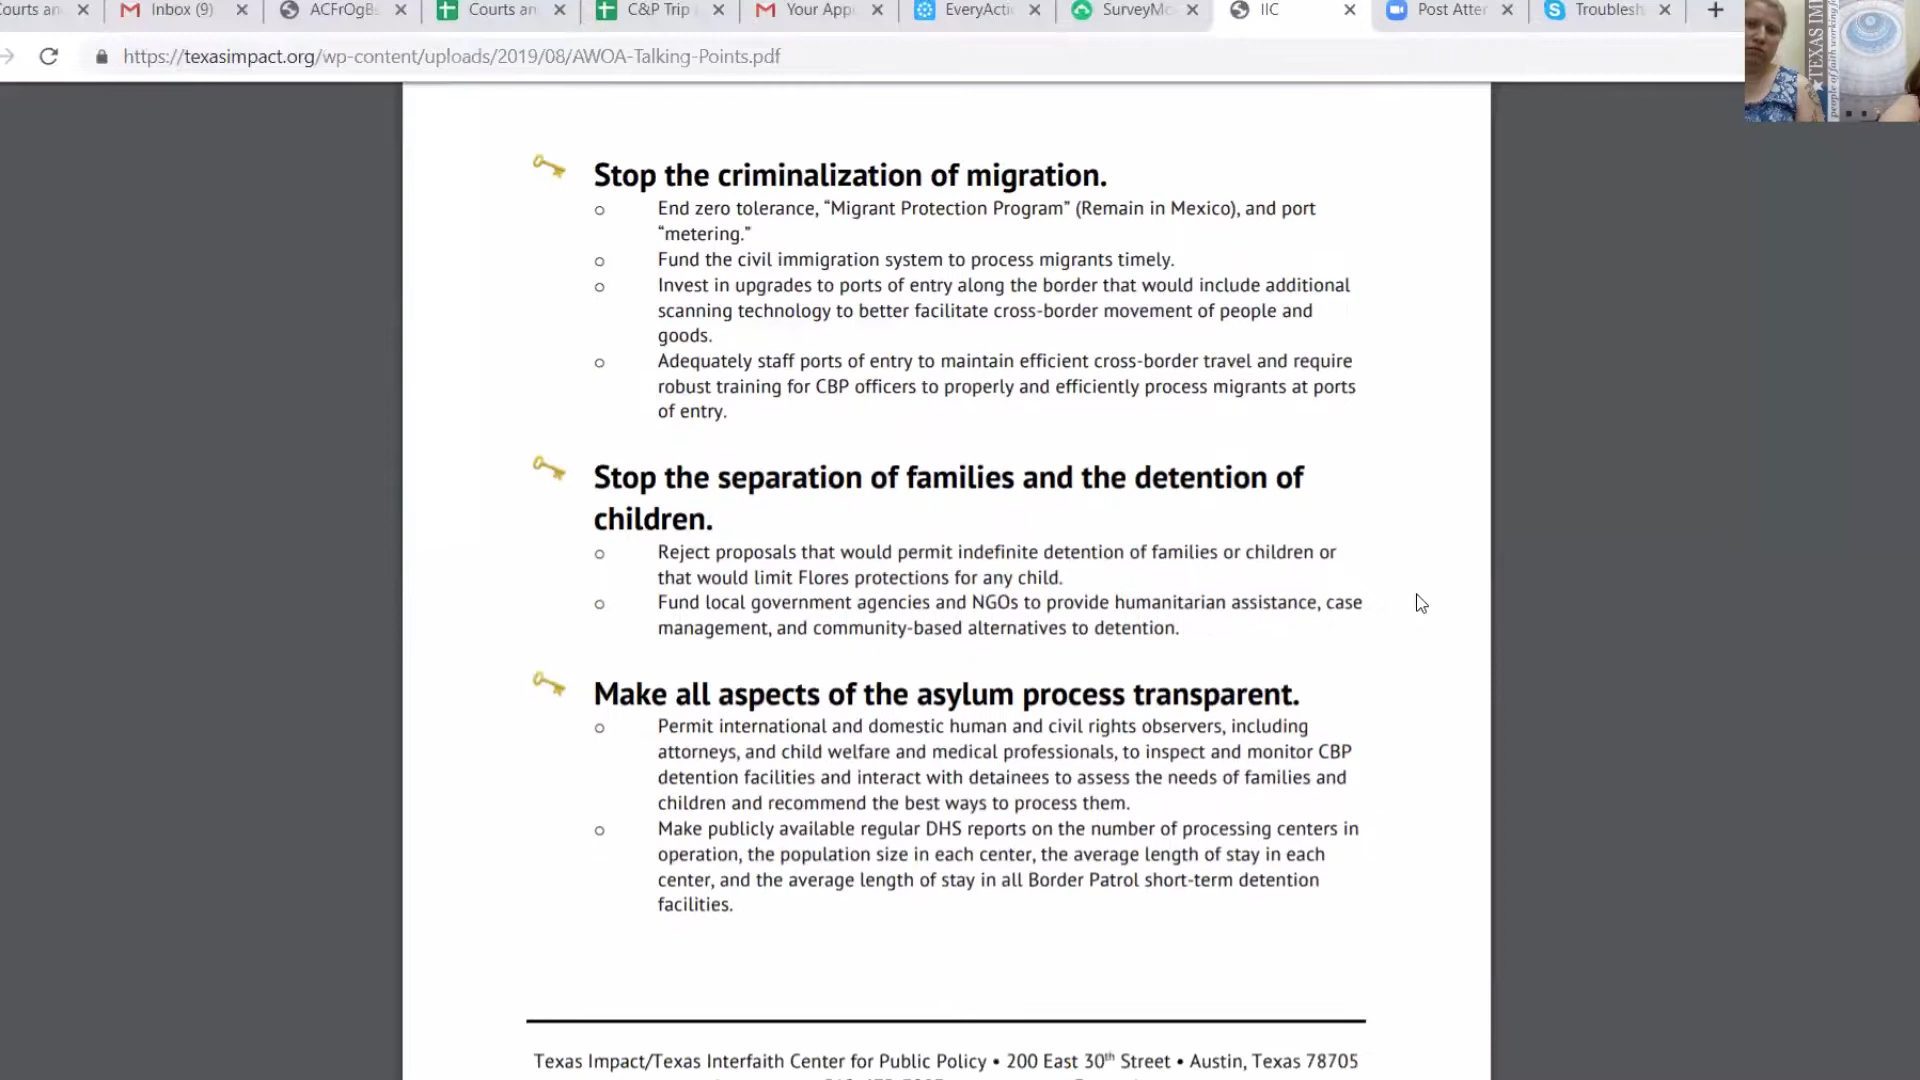 ourts an
Inbox (9)
ACFrOgB
Courts an
C&P Trip
Your App
EveryActi
SurveyMo
IIC
Post Atter
Troublesh
https://texasimpact.org/wp-content/uploads/2019/08/AWOA-Talking-Points.pdf
★TEXAS IM
people of faith working fo
Stop the criminalization of migration.
o End zero tolerance, “Migrant Protection Program” (Remain in Mexico), and port
“metering.”
o Fund the civil immigration system to process migrants timely.
o Invest in upgrades to ports of entry along the border that would include additional
scanning technology to better facilitate cross-border movement of people and
goods.
o Adequately staff ports of entry to maintain efficient cross-border travel and require
robust training for CBP officers to properly and efficiently process migrants at ports
of entry.
Stop the separation of families and the detention of
children.
o Reject proposals that would permit indefinite detention of families or children or
that would limit Flores protections for any child.
o Fund local government agencies and NGOs to provide humanitarian assistance, case
management, and community-based alternatives to detention.
Make all aspects of the asylum process transparent.
o Permit international and domestic human and civil rights observers, including
attorneys, and child welfare and medical professionals, to inspect and monitor CBP
detention facilities and interact with detainees to assess the needs of families and
children and recommend the best ways to process them.
o Make publicly available regular DHS reports on the number of processing centers in
operation, the population size in each center, the average length of stay in each
center, and the average length of stay in all Border Patrol short-term detention
facilities.
Texas Impact/Texas Interfaith Center for Public Policy • 200 East 30th Street • Austin, Texas 78705